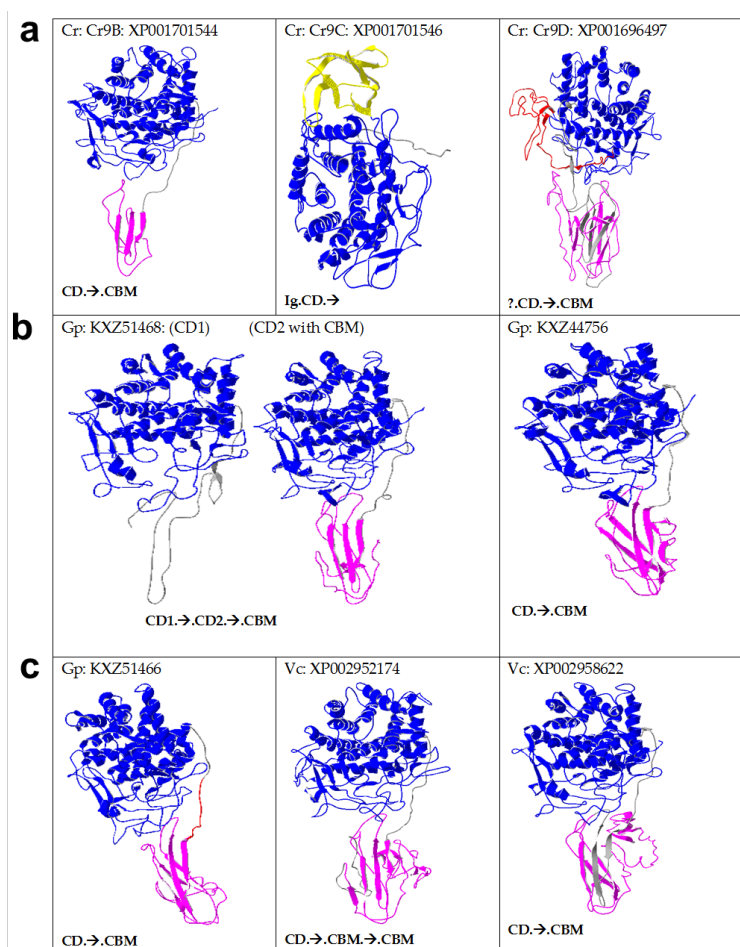 a
Cr: Cr9B: XP001701544
Cr: Cr9C: XP001701546
Cr: Cr9D: XP001696497
CD.→.CBM
Ig.CD.→
?.CD.→.CBM
b
Gp: KXZ51468: (CD1) (CD2 with CBM)
Gp: KXZ44756
CD1.→.CD2.→.CBM
CD.→.CBM
c
Gp: KXZ51466
Vc: XP002952174
Vc: XP002958622
CD.→.CBM
CD.→.CBM.→.CBM
CD.→.CBM